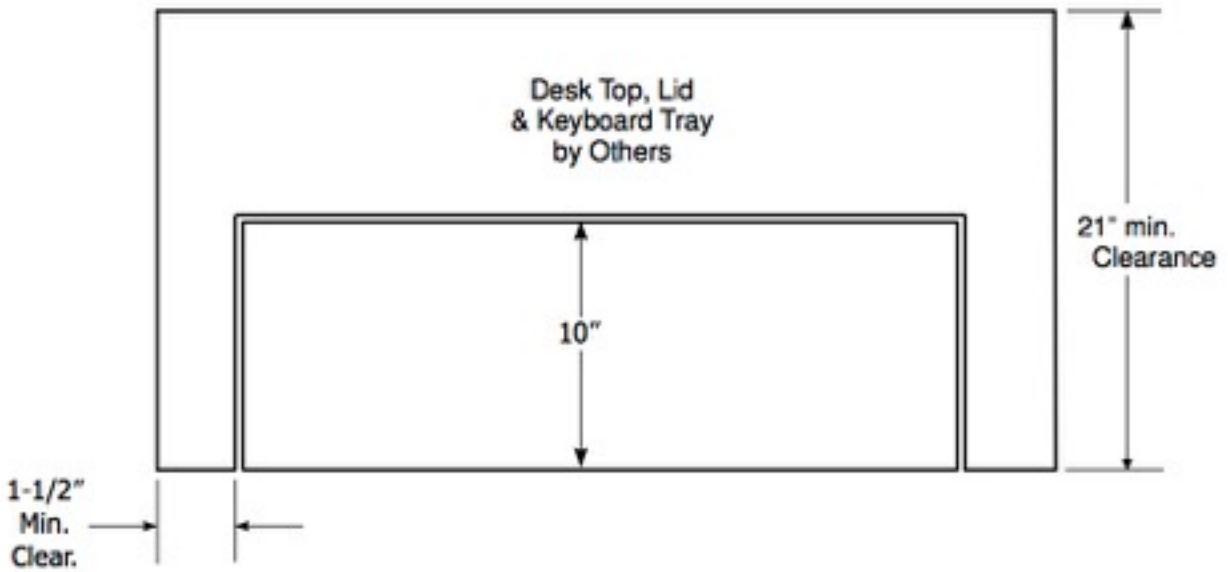 Desk Top, Lid
& Keyboard Tray
by Others
21" min.
Clearance
10"
1-1/2"
Min.
Clear.